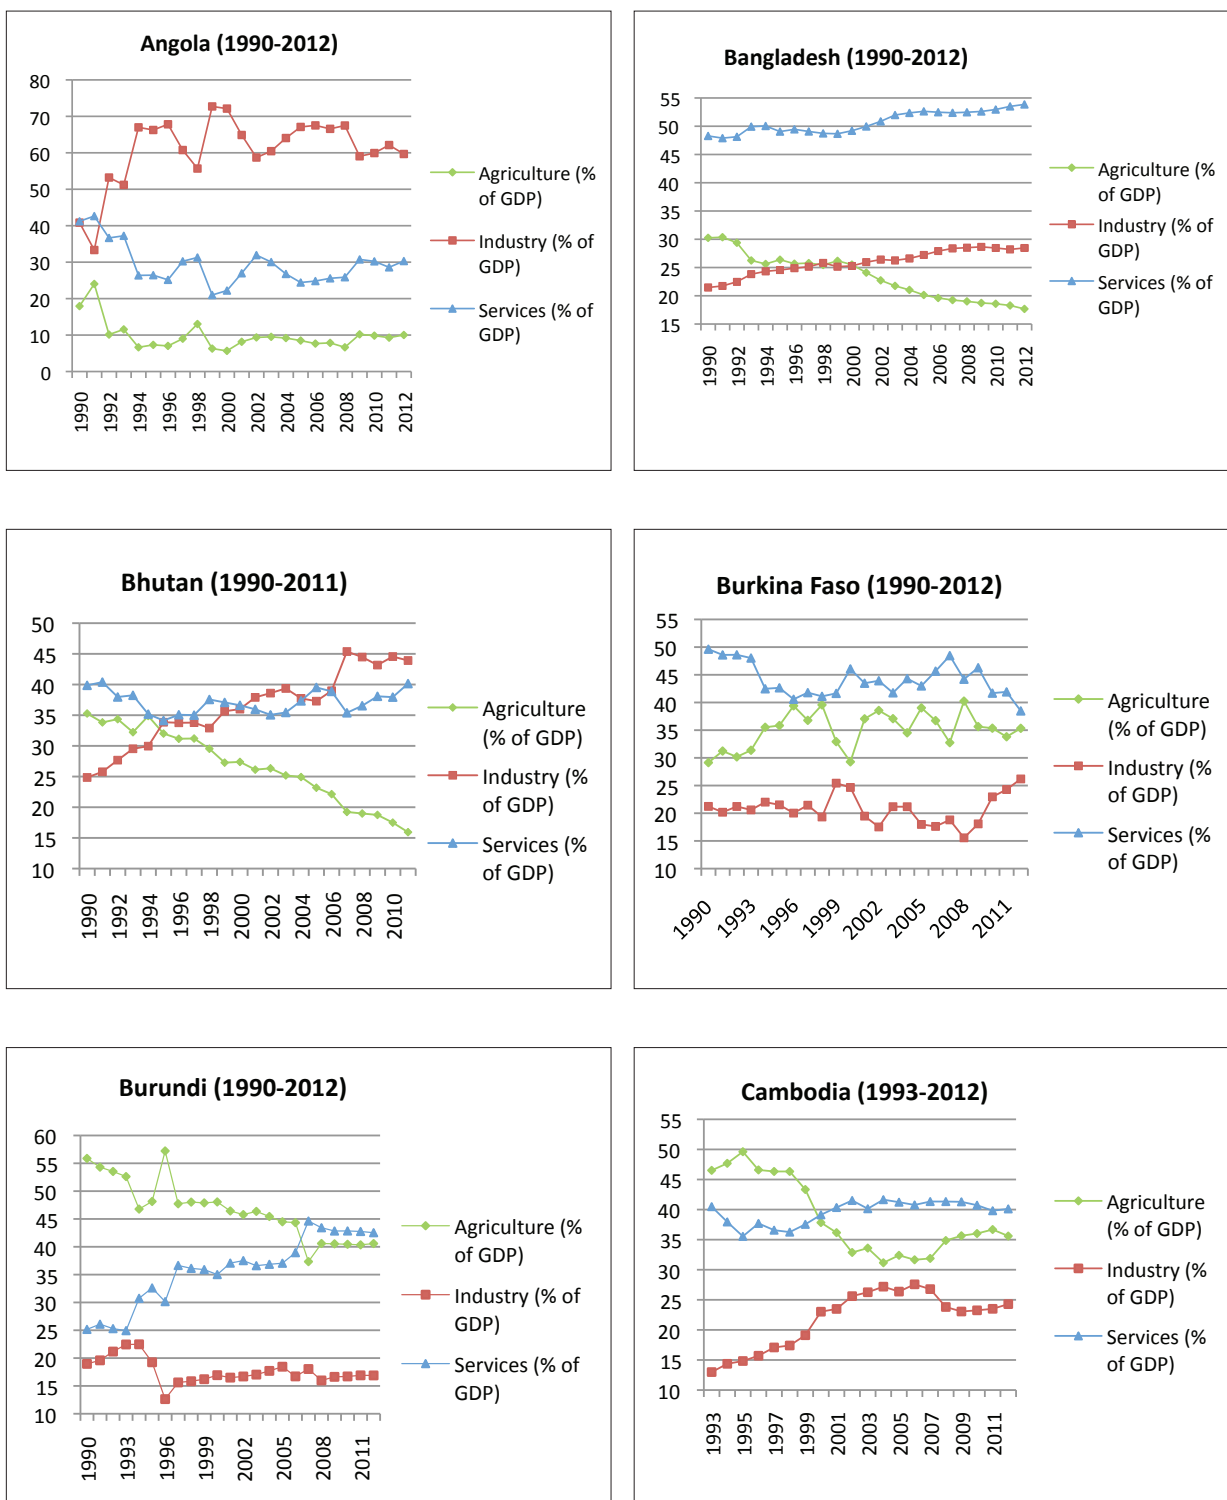 Angola (1990-2012)
80
70
60
50
40
30
20
10
0
1990
1992
1994
1996
1998
2000
2002
2004
2006
2008
2010
2012
Agriculture (%
of GDP)
Industry (% of
GDP)
Services (% of
GDP)
Bangladesh (1990-2012)
55
50
45
40
35
30
25
20
15
1990
1992
1994
1996
1998
2000
2002
2004
2006
2008
2010
2012
Agriculture (%
of GDP)
Industry (% of
GDP)
Services (% of
GDP)
Bhutan (1990-2011)
50
45
40
35
30
25
20
15
10
1990
1992
1994
1996
1998
2000
2002
2004
2006
2008
2010
Agriculture
(% of GDP)
Industry (%
of GDP)
Services (%
of GDP)
Burkina Faso (1990-2012)
55
50
45
40
35
30
25
20
15
10
1990
1993
1996
1999
2002
2005
2008
2011
Agriculture
(% of GDP)
Industry (%
of GDP)
Services (%
of GDP)
Burundi (1990-2012)
60
55
50
45
40
35
30
25
20
15
10
1990
1993
1996
1999
2002
2005
2008
2011
Agriculture (%
of GDP)
Industry (% of
GDP)
Services (% of
GDP)
Cambodia (1993-2012)
55
50
45
40
35
30
25
20
15
10
1993
1995
1997
1999
2001
2003
2005
2007
2009
2011
Agriculture
(% of GDP)
Industry (%
of GDP)
Services (%
of GDP)